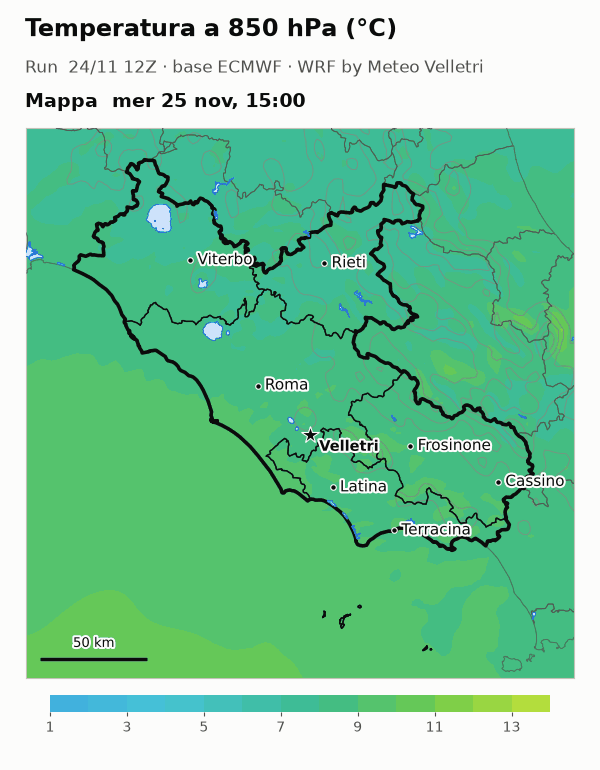 Temperatura a 850 hPa (°C)
Run  24/11 12Z · base ECMWF · WRF by Meteo Velletri
Mappa  mer 25 nov, 15:00
Viterbo
Rieti
Roma
Velletri
Frosinone
Latina
Cassino
Terracina
50 km
1 3 5 7 9 11 13